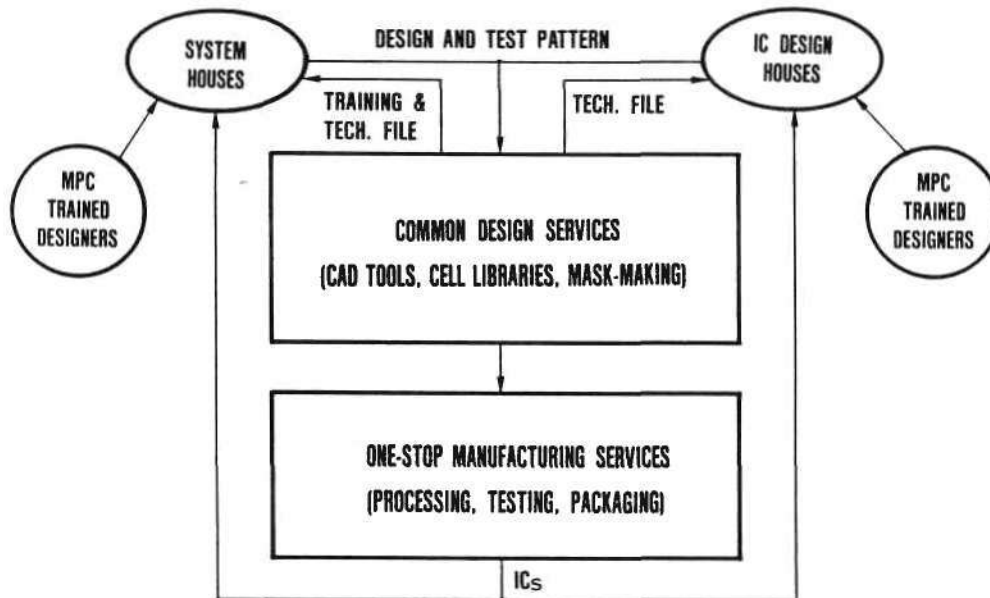 SYSTEM
HOUSES
DESIGN AND TEST PATTERN
IC DESIGN
HOUSES
TRAINING &
TECH. FILE
TECH. FILE
MPC
TRAINED
DESIGNERS
MPC
TRAINED
DESIGNERS
COMMON DESIGN SERVICES
(CAD TOOLS, CELL LIBRARIES, MASK-MAKING)
ONE-STOP MANUFACTURING SERVICES
(PROCESSING, TESTING, PACKAGING)
ICs